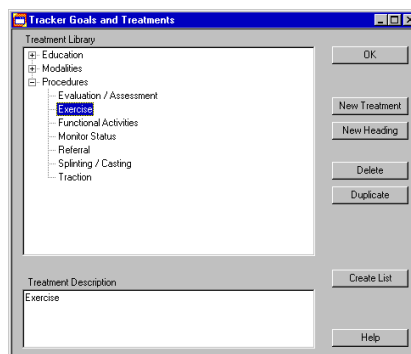 Tracker Goals and Treatments
Treatment Library
Education
Modalities
Procedures
Evaluation / Assessment
Exercise
Functional Activities
Monitor Status
Referral
Splinting / Casting
Traction
OK
New Treatment
New Heading
Delete
Duplicate
Create List
Help
Treatment Description
Exercise